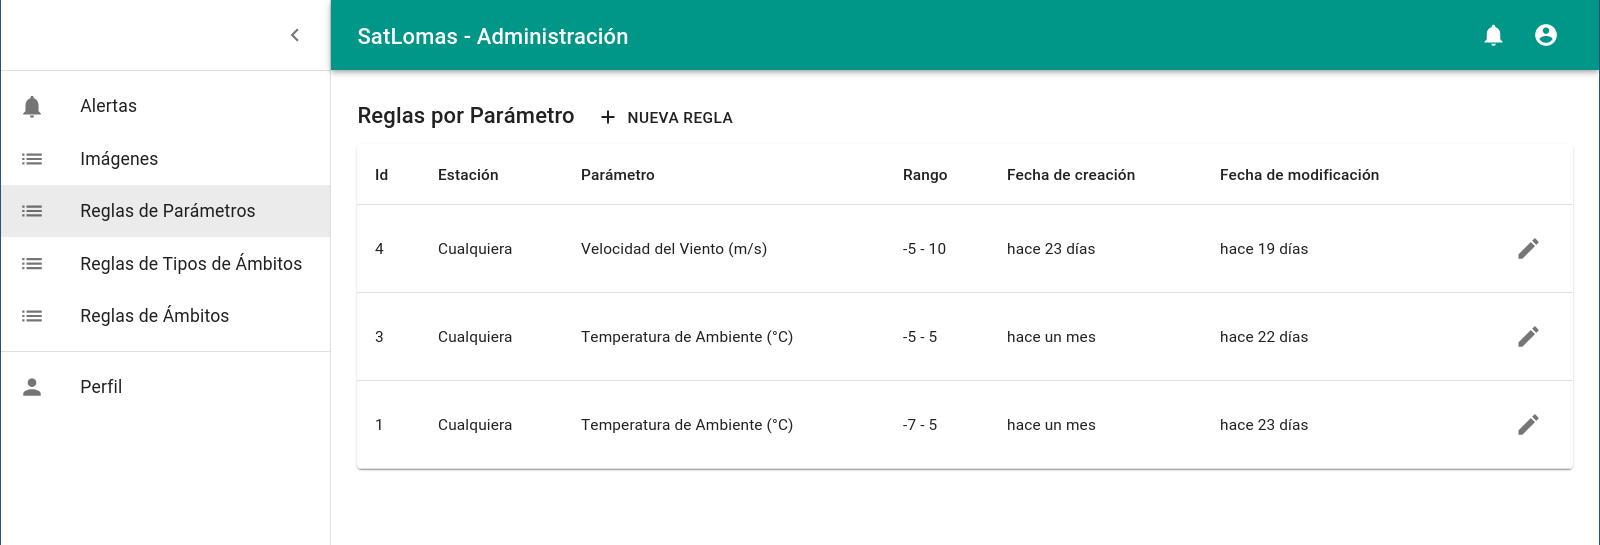 SatLomas - Administración
Alertas
Imágenes
Reglas de Parámetros
Reglas de Tipos de Ámbitos
Reglas de Ámbitos
Perfil
Reglas por Parámetro + NUEVA REGLA
Id Estación Parámetro Rango Fecha de creación Fecha de modificación
4 Cualquiera Velocidad del Viento (m/s) -5 - 10 hace 23 días hace 19 días
3 Cualquiera Temperatura de Ambiente (°C) -5 - 5 hace un mes hace 22 días
1 Cualquiera Temperatura de Ambiente (°C) -7 - 5 hace un mes hace 23 días